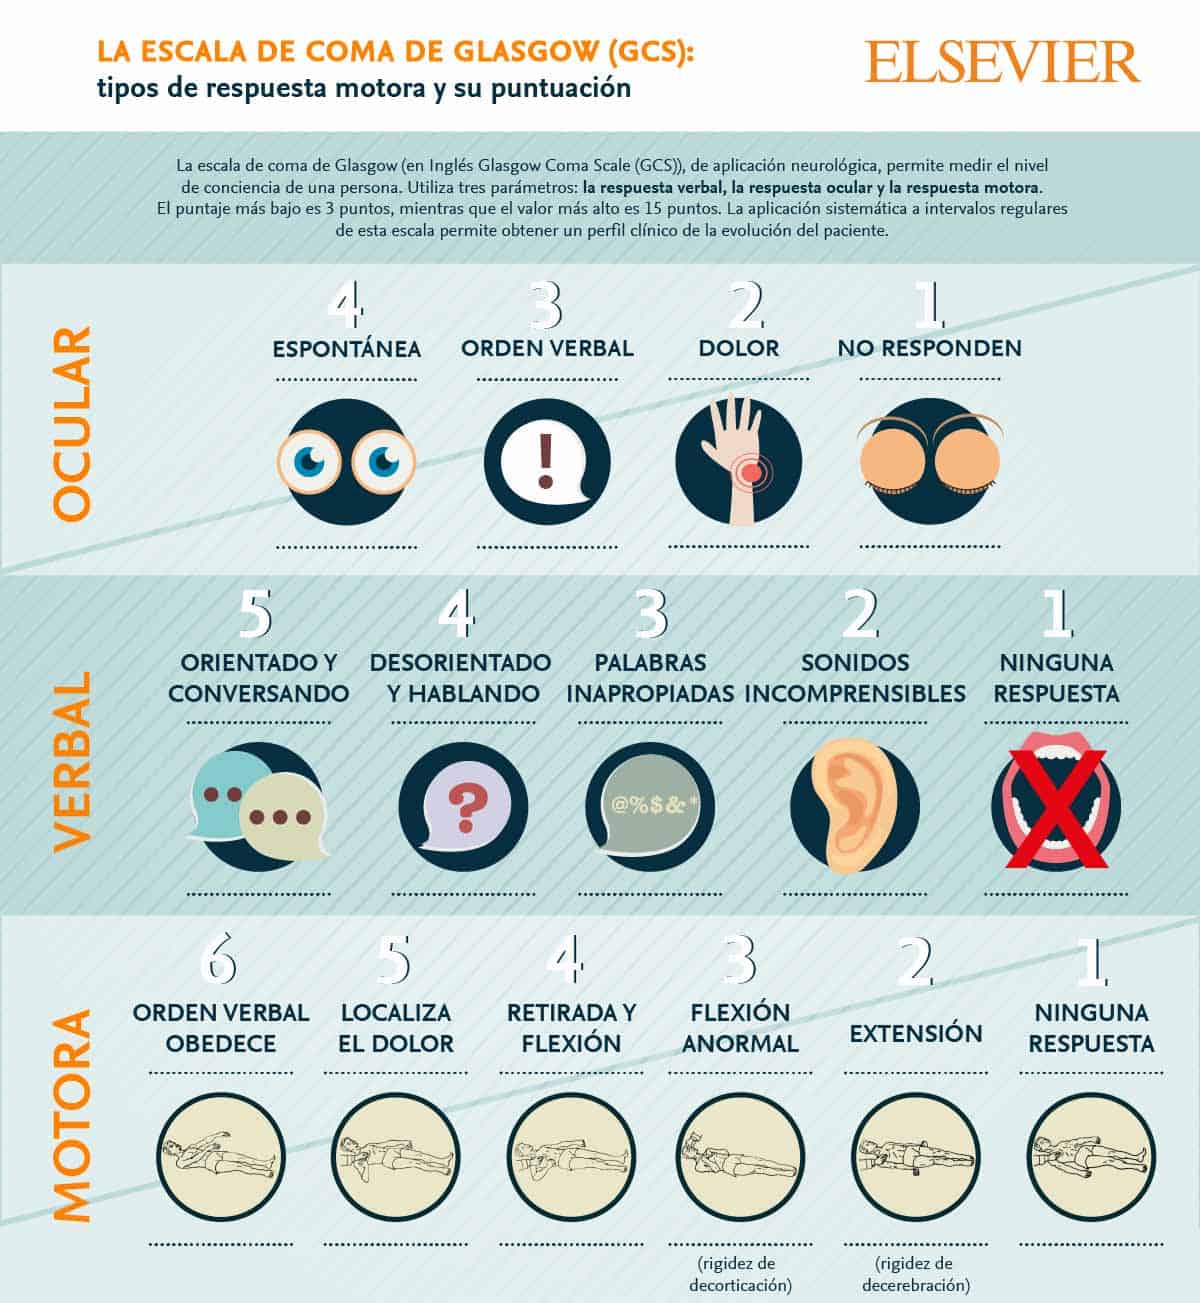 LA ESCALA DE COMA DE GLASGOW (GCS):
tipos de respuesta motora y su puntuación
ELSEVIER
La escala de coma de Glasgow (en Inglés Glasgow Coma Scale (GCS)), de aplicación neurológica, permite medir el nivel
de conciencia de una persona. Utiliza tres parámetros: la respuesta verbal, la respuesta ocular y la respuesta motora.
El puntaje más bajo es 3 puntos, mientras que el valor más alto es 15 puntos. La aplicación sistemática a intervalos regulares
de esta escala permite obtener un perfil clínico de la evolución del paciente.
OCULAR
4
ESPONTÁNEA
3
ORDEN VERBAL
!
2
DOLOR
1
NO RESPONDEN
VERBAL
5
ORIENTADO Y
CONVERSANDO
4
DESORIENTADO
Y HABLANDO
?
3
PALABRAS
INAPROPIADAS
@%$&*
2
SONIDOS
INCOMPRENSIBLES
1
NINGUNA
RESPUESTA
X
MOTORA
6
ORDEN VERBAL
OBEDECE
5
LOCALIZA
EL DOLOR
4
RETIRADA Y
FLEXIÓN
3
FLEXIÓN
ANORMAL
(rigidez de
decorticación)
2
EXTENSIÓN
(rigidez de
decerebración)
1
NINGUNA
RESPUESTA